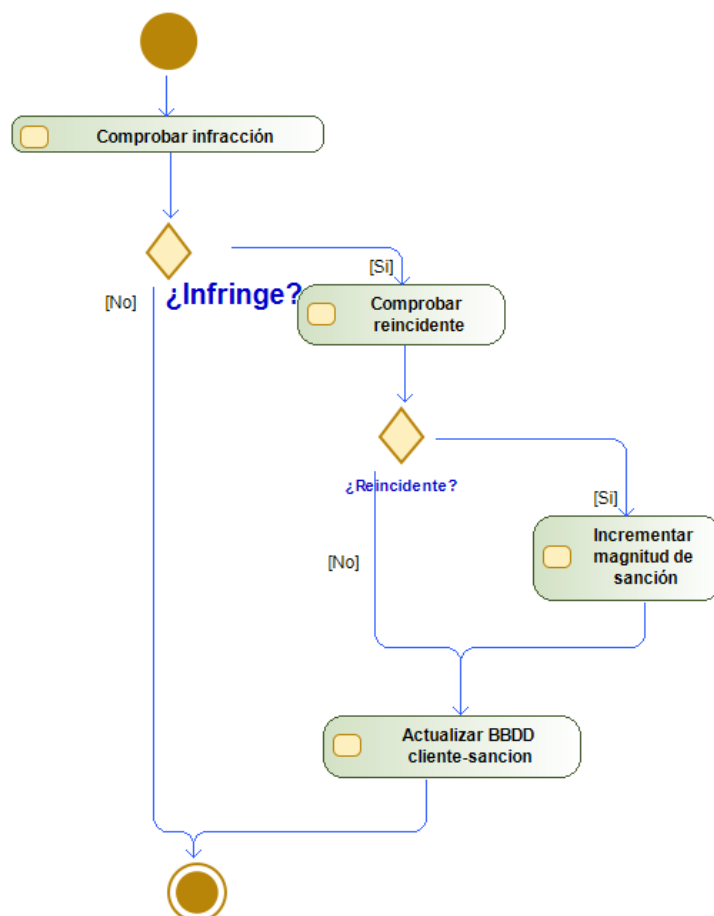 Comprobar infracción
[Si]
[No]
¿Infringe?
Comprobar
reincidente
¿Reincidente?
[Si]
Incrementar
magnitud de
sanción
[No]
Actualizar BBDD
cliente-sancion